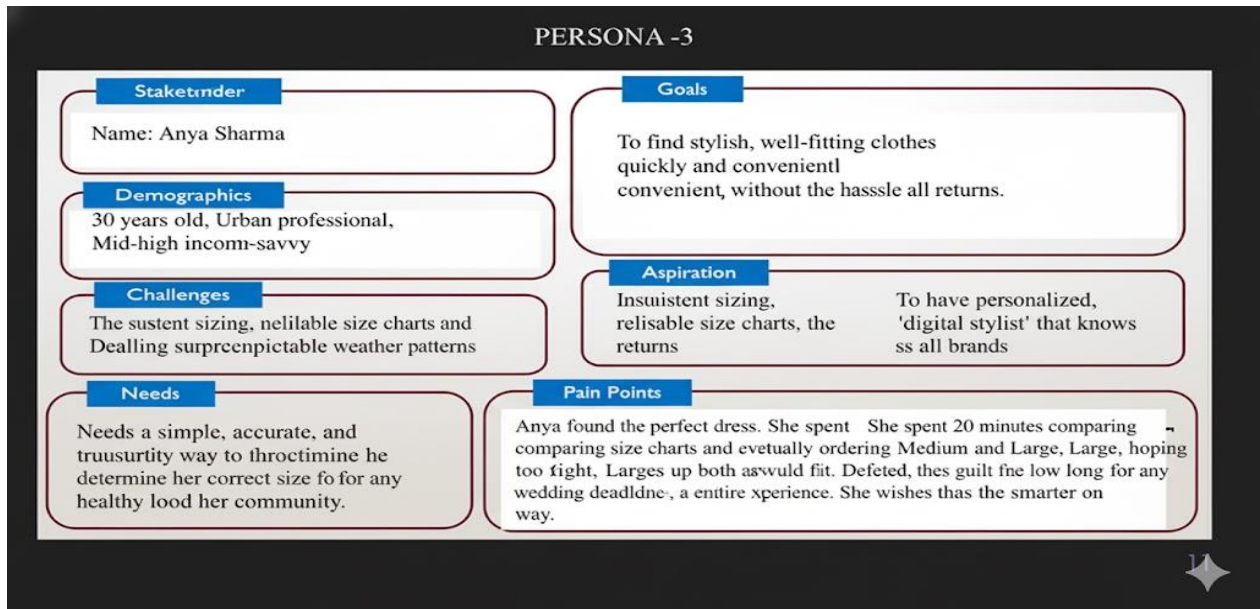 PERSONA -3
Staketnder
Name: Anya Sharma
Demographics
30 years old, Urban professional,
Mid-high incom-savvy
Challenges
The sustent sizing, nelilable size charts and
Dealling surprcenpictable weather patterns
Needs
Needs a simple, accurate, and
truusurtity way to throctimine he
determine her correct size fo for any
healthy lood her community.
Goals
To find stylish, well-fitting clothes
quickly and convenientl
convenient, without the hasssle all returns.
Aspiration
Insuistent sizing,
relisable size charts, the
returns
To have personalized,
'digital stylist' that knows
ss all brands
Pain Points
Anya found the perfect dress. She spent She spent 20 minutes comparing
comparing size charts and evetually ordering Medium and Large, Large, hoping
too fight, Larges up both aswuld fit. Defeted, thes guilt fne low long for any
wedding deadldne-, a entire xperience. She wishes thas the smarter on
way.